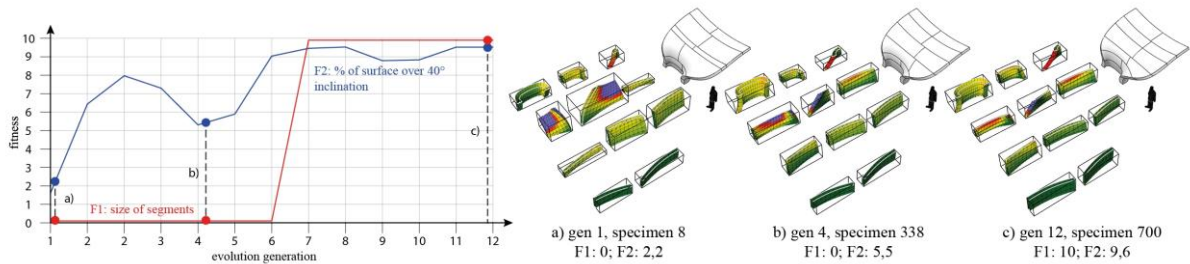 10
9
8
7
6
5
4
3
2
1
0
fitness
F2: % of surface over 40°
inclination
F1: size of segments
a)
b)
c)
1 2 2 3 4 5 6 7 8 9 10 11 12
evolution generation
a) gen 1, specimen 8
F1: 0; F2: 2,2
b) gen 4, specimen 338
F1: 0; F2: 5,5
c) gen 12, specimen 700
F1: 10; F2: 9,6